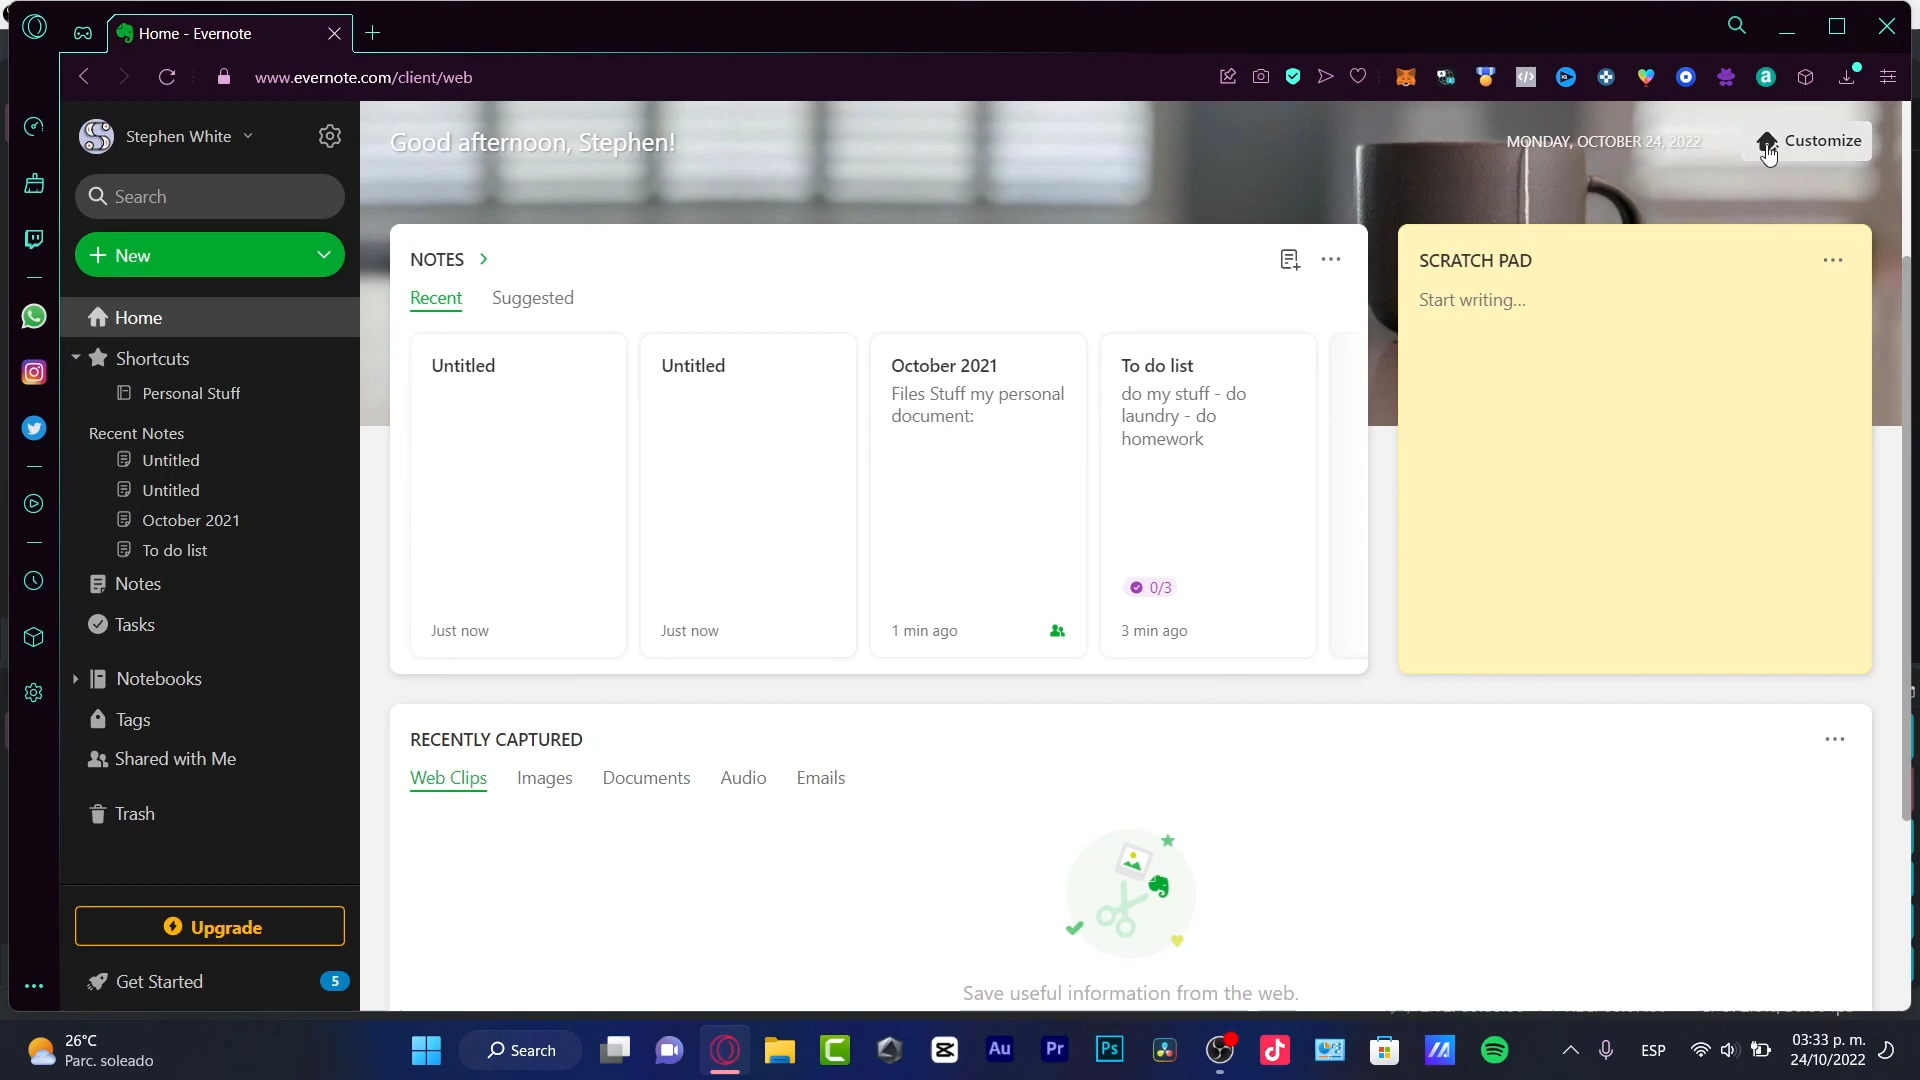 Home - Evernote
www.evernote.com/client/web
Stephen White
Search
New
Home
Shortcuts
Personal Stuff
Recent Notes
Untitled
Untitled
October 2021
To do list
Notes
Tasks
Notebooks
Tags
Shared with Me
Trash
Upgrade
Get Started
5
Good afternoon, Stephen!
MONDAY, OCTOBER 24, 2022
Customize
NOTES
Recent
Suggested
Untitled
Just now
Untitled
Just now
October 2021
Files Stuff my personal
document:
1 min ago
To do list
do my stuff - do
laundry - do
homework
0/3
3 min ago
SCRATCH PAD
Start writing...
RECENTLY CAPTURED
Web Clips
Images
Documents
Audio
Emails
Save useful information from the web.
26°C
Parc. soleado
Search
Au
Pr
Ps
ESP
03:33 p. m.
24/10/2022